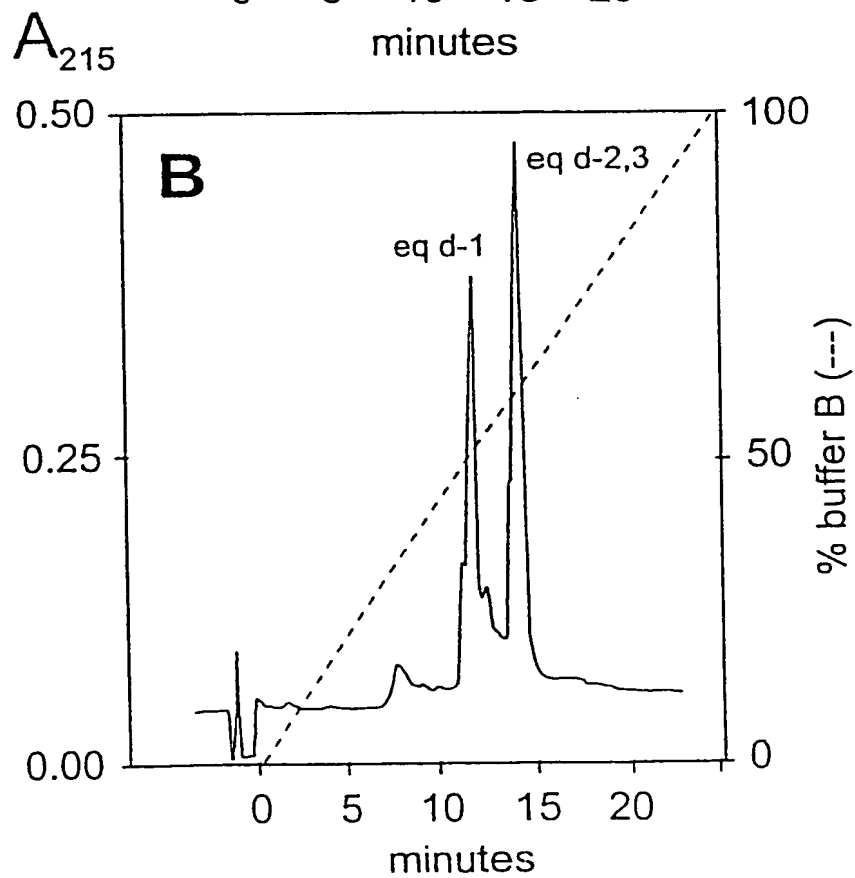 minutes
A215
0.50
100
B
eq d-2,3
eq d-1
0.25
50
% buffer B (---)
0.00
0
0 5 10 15 20
minutes